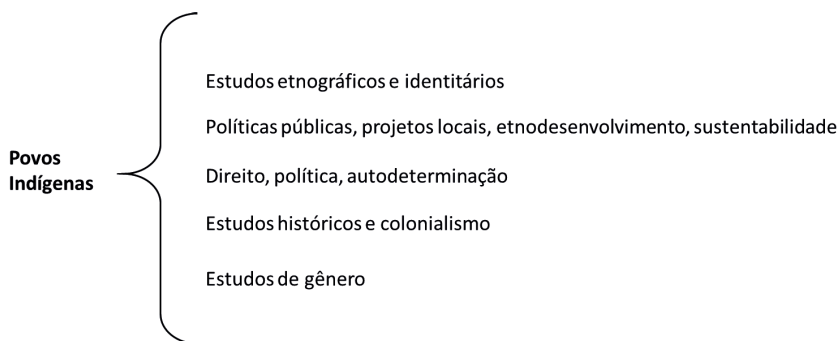 Povos
Indígenas
Estudos etnográficos e identitários
Políticas públicas, projetos locais, etnodesenvolvimento, sustentabilidade
Direito, política, autodeterminação
Estudos históricos e colonialismo
Estudos de gênero